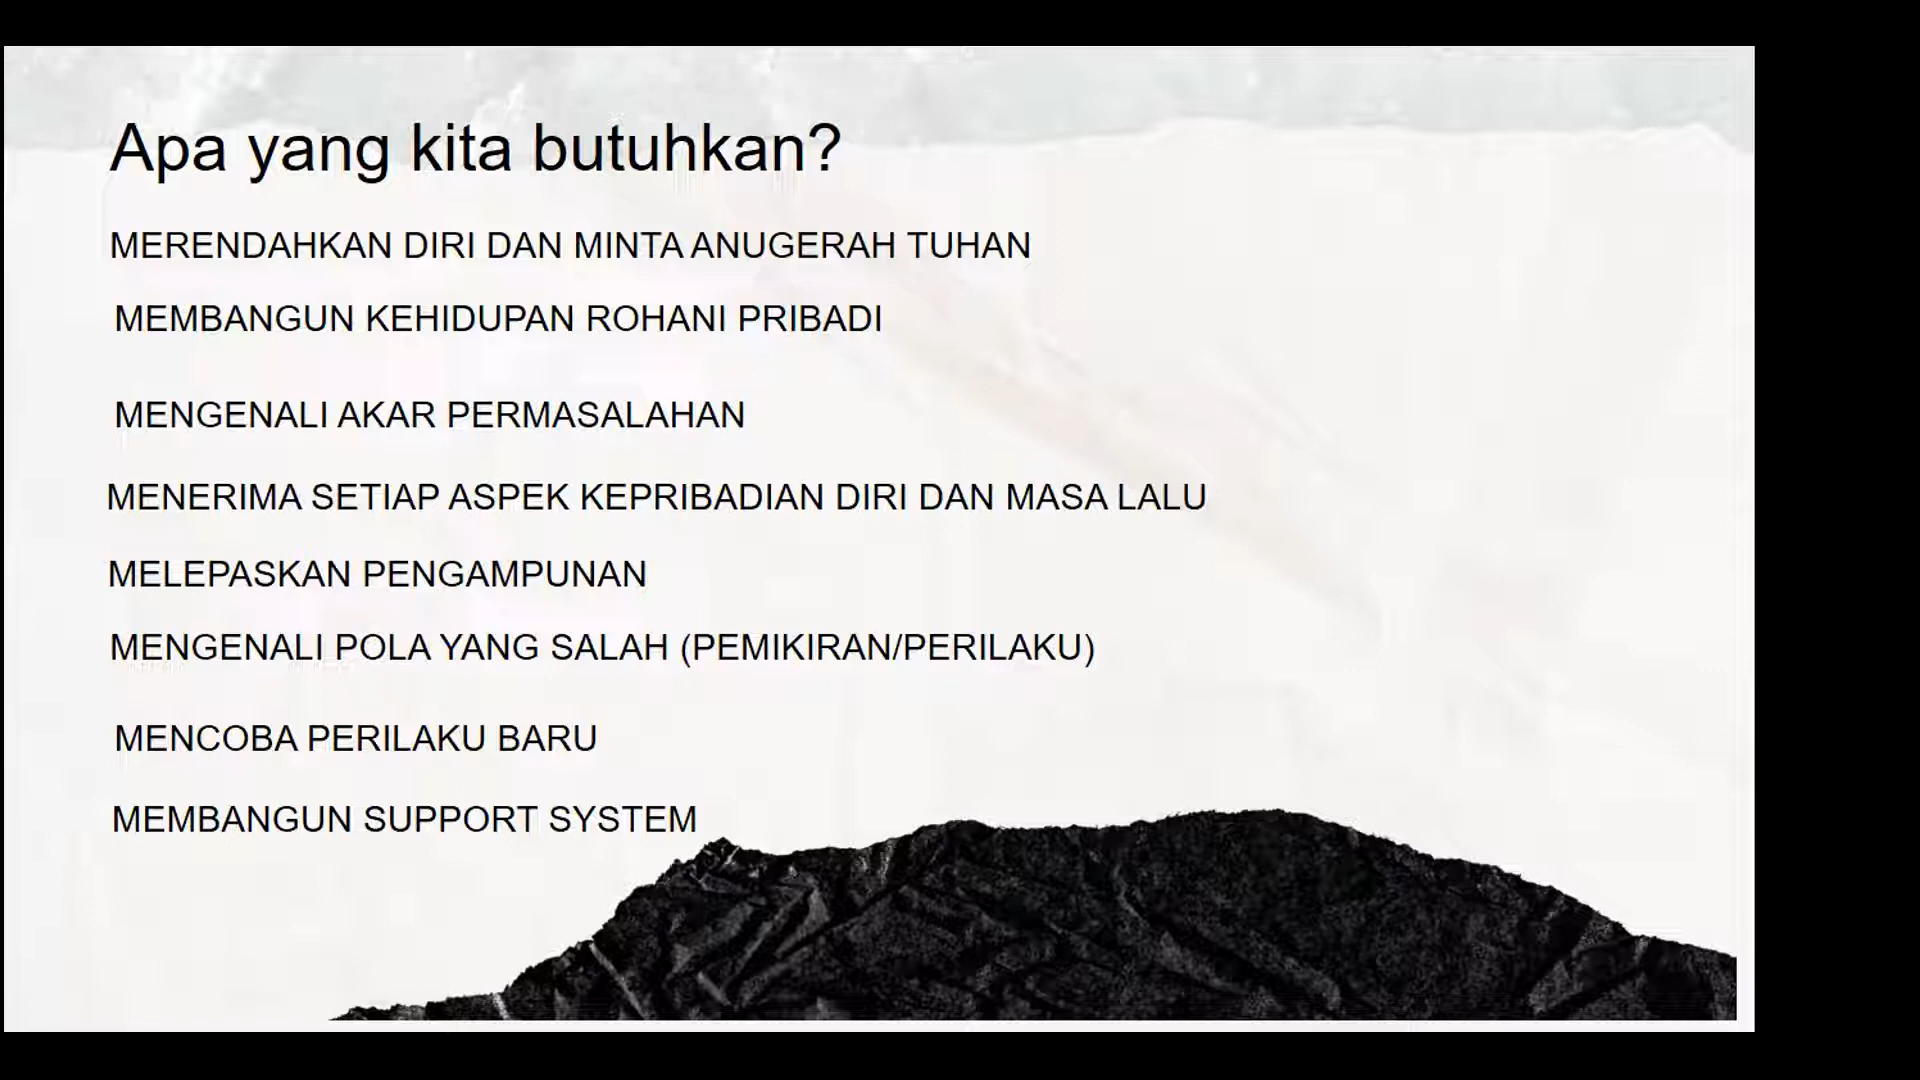 Apa yang kita butuhkan?
MERENDAHKAN DIRI DAN MINTA ANUGERAH TUHAN
MEMBANGUN KEHIDUPAN ROHANI PRIBADI
MENGENALI AKAR PERMASALAHAN
MENERIMA SETIAP ASPEK KEPRIBADIAN DIRI DAN MASA LALU
MELEPASKAN PENGAMPUNAN
MENGENALI POLA YANG SALAH (PEMIKIRAN/PERILAKU)
MENCOBA PERILAKU BARU
MEMBANGUN SUPPORT SYSTEM